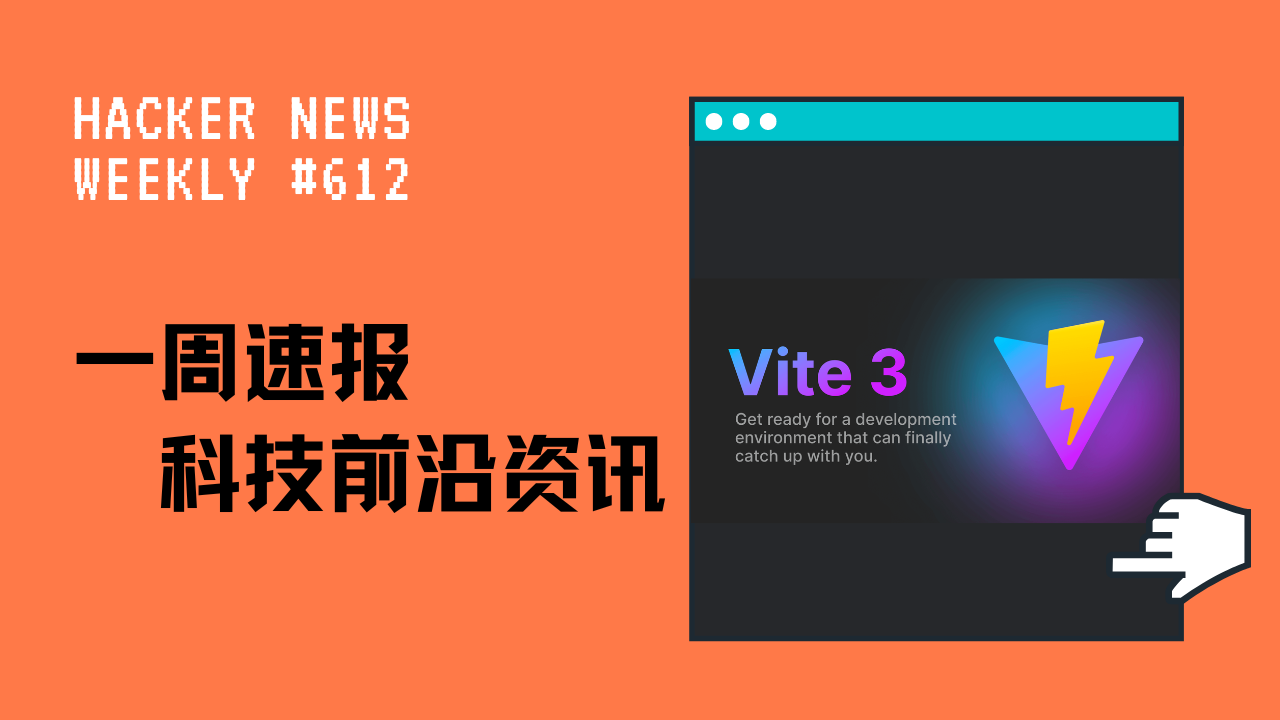 HACKER NEWS
WEEKLY #612
一周速报
科技前沿资讯
Vite 3
Get ready for a development
environment that can finally
catch up with you.